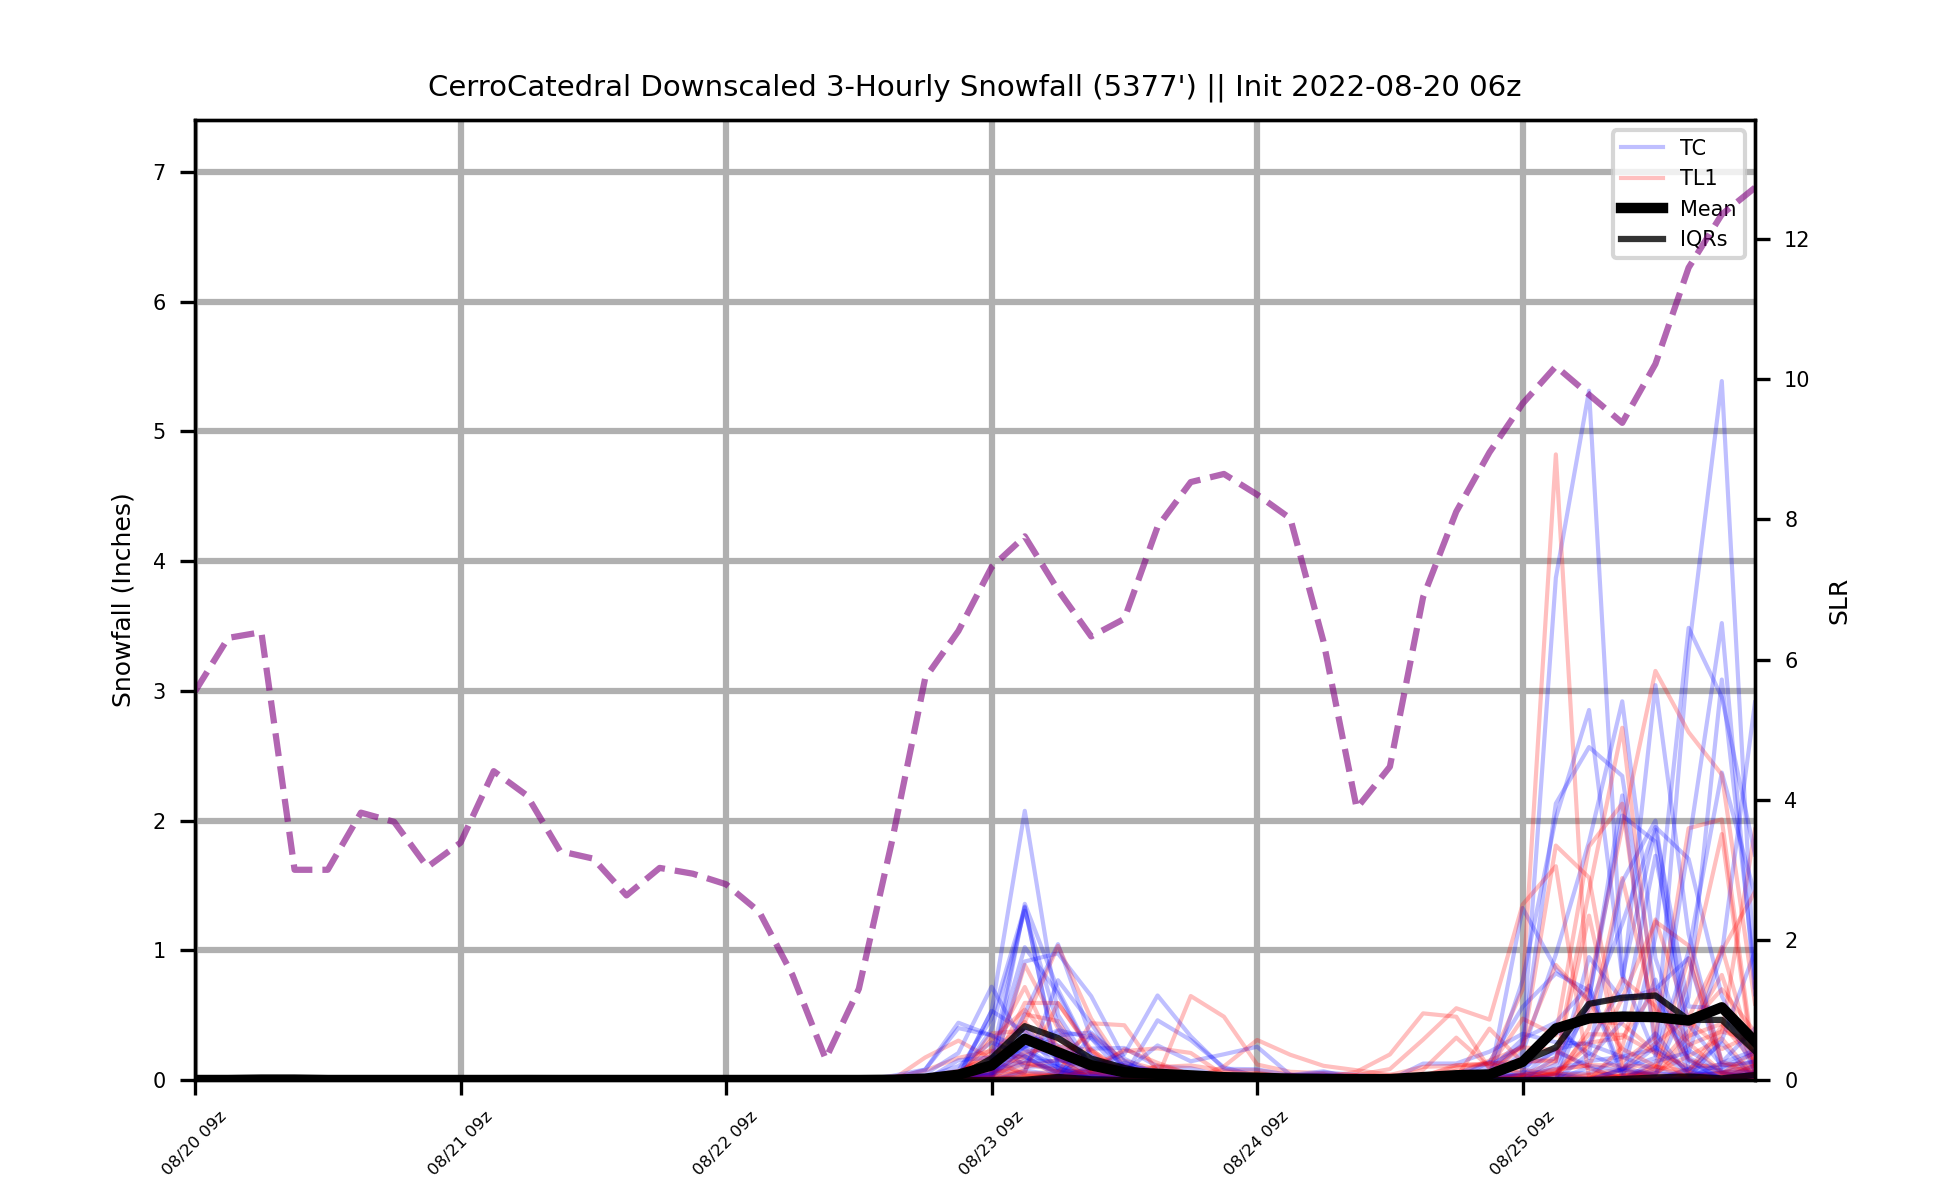 CerroCatedral Downscaled 3-Hourly Snowfall (5377') || Init 2022-08-20 06z
TC
TL1
Mean
IQRs
Snowfall (Inches)
7
6
5
4
3
2
1
0
12
10
8
6
4
2
0
SLR
08/20 09z
08/21 09z
08/22 09z
08/23 09z
08/24 09z
08/25 09z